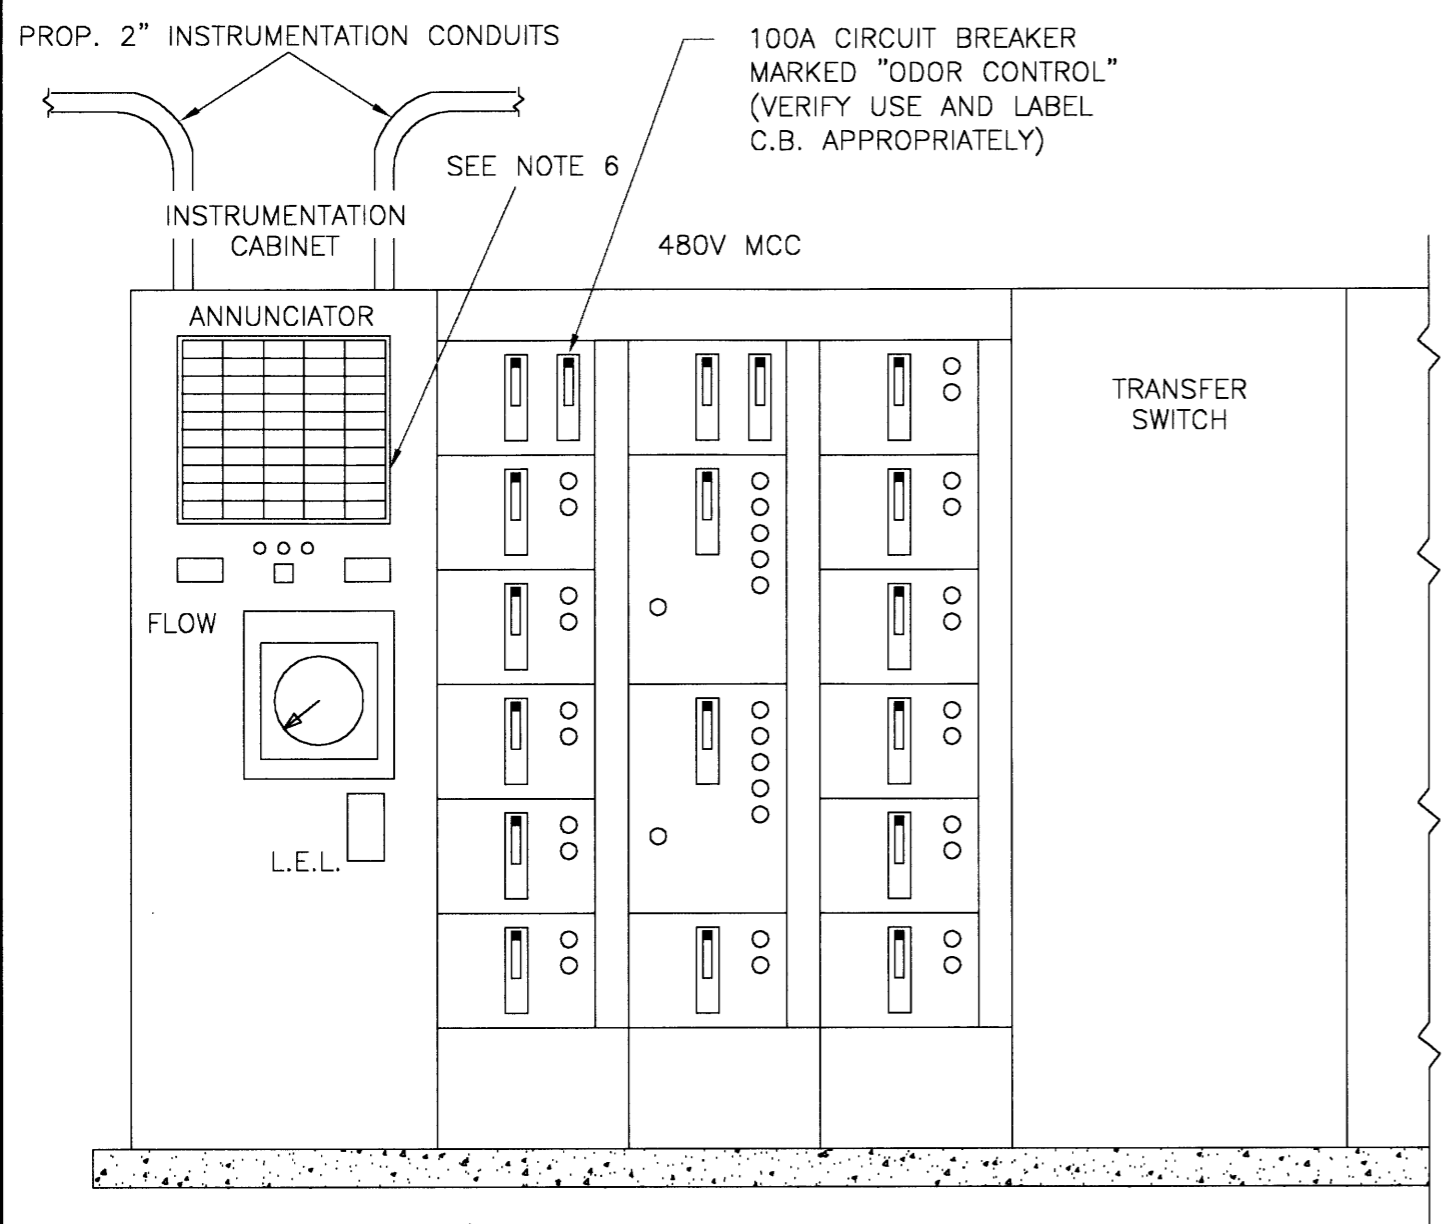 PROP. 2" INSTRUMENTATION CONDUITS
100A CIRCUIT BREAKER
MARKED "ODOR CONTROL"
(VERIFY USE AND LABEL
C.B. APPROPRIATELY)
SEE NOTE 6
INSTRUMENTATION
CABINET
480V MCC
ANNUNCIATOR
TRANSFER
SWITCH
FLOW
L.E.L.